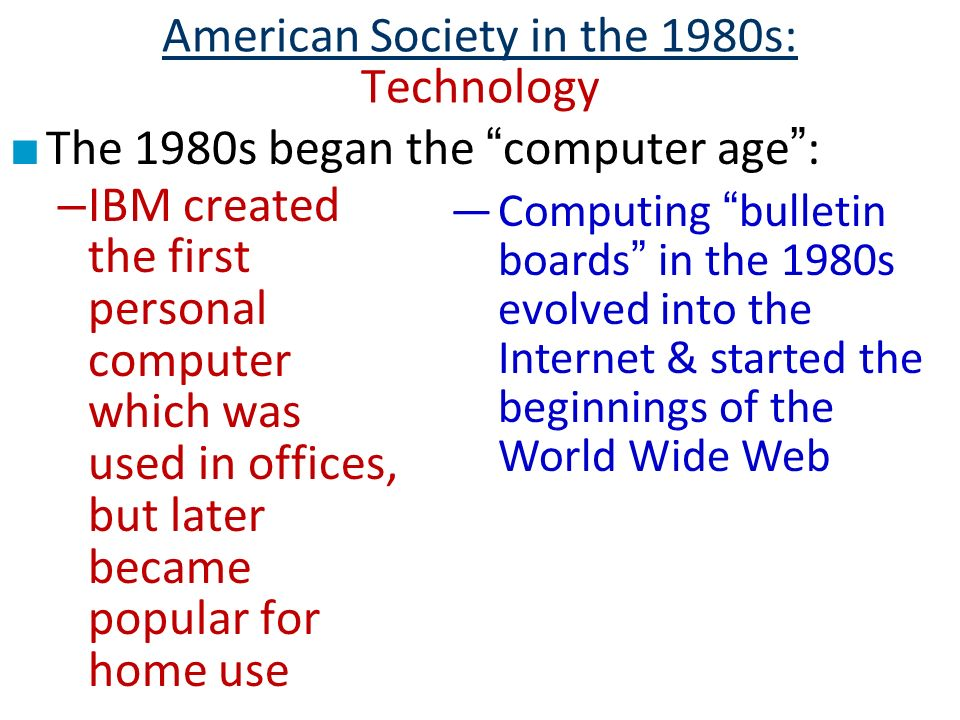 American Society in the 1980s:
Technology
■ The 1980s began the “computer age”:
–IBM created
the first
personal
computer
which was
used in offices,
but later
became
popular for
home use
—Computing “bulletin
boards” in the 1980s
evolved into the
Internet & started the
beginnings of the
World Wide Web